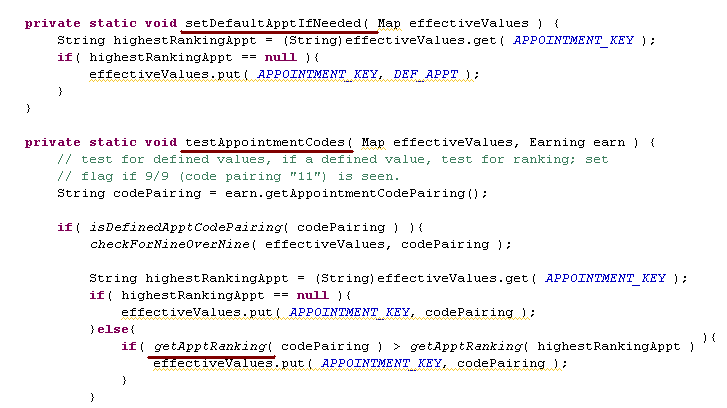 private static void setDefaultApptIfNeeded( Map effectiveValues ) {
    String highestRankingAppt = (String)effectiveValues.get( APPOINTMENT_KEY );
    if( highestRankingAppt == null ){
        effectiveValues.put( APPOINTMENT_KEY, DEF_APPT );
    }
}
private static void testAppointmentCodes( Map effectiveValues, Earning earn ) {
    // test for defined values, if a defined value, test for ranking; set
    // flag if 9/9 (code pairing "11") is seen.
    String codePairing = earn.getAppointmentCodePairing();
    if( isDefinedApptCodePairing( codePairing ) ){
        checkForNineOverNine( effectiveValues, codePairing );
        String highestRankingAppt = (String)effectiveValues.get( APPOINTMENT_KEY );
        if( highestRankingAppt == null ){
            effectiveValues.put( APPOINTMENT_KEY, codePairing );
        }else{
            if( getApptRanking( codePairing ) > getApptRanking( highestRankingAppt ) ){
                effectiveValues.put( APPOINTMENT_KEY, codePairing );
            }
        }